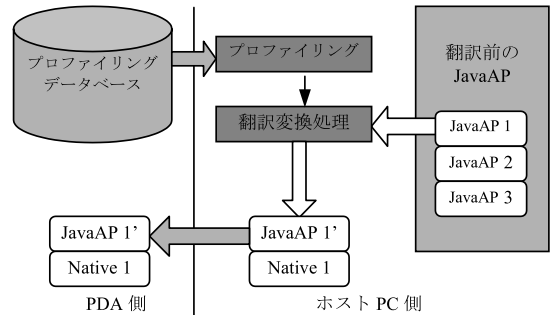 プロファイリング
データベース
プロファイリング
翻訳変換処理
翻訳前の
JavaAP
JavaAP 1
JavaAP 2
JavaAP 3
JavaAP 1’
Native 1
JavaAP 1’
Native 1
PDA 側
ホスト PC 側